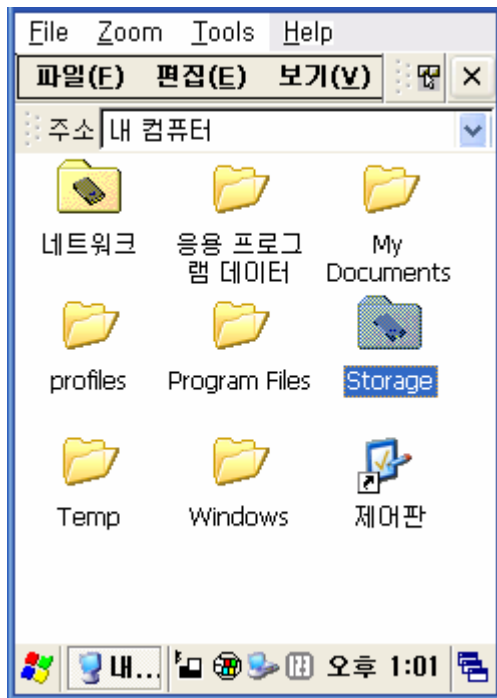 File Zoom Tools Help
파일(F) 편집(E) 보기(V)
주소 내 컴퓨터
네트워크
응용 프로그
램 데이터
My
Documents
profiles
Program Files
Storage
Temp
Windows
제어판
내... 오후 1:01